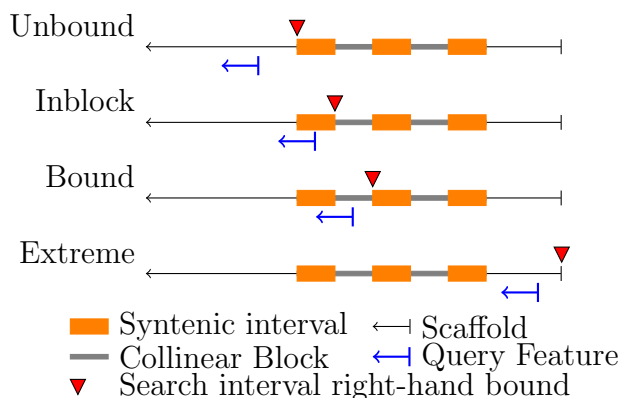 Unbound
Inblock
Bound
Extreme
Syntenic interval
Scaffold
Collinear Block
Query Feature
Search interval right-hand bound